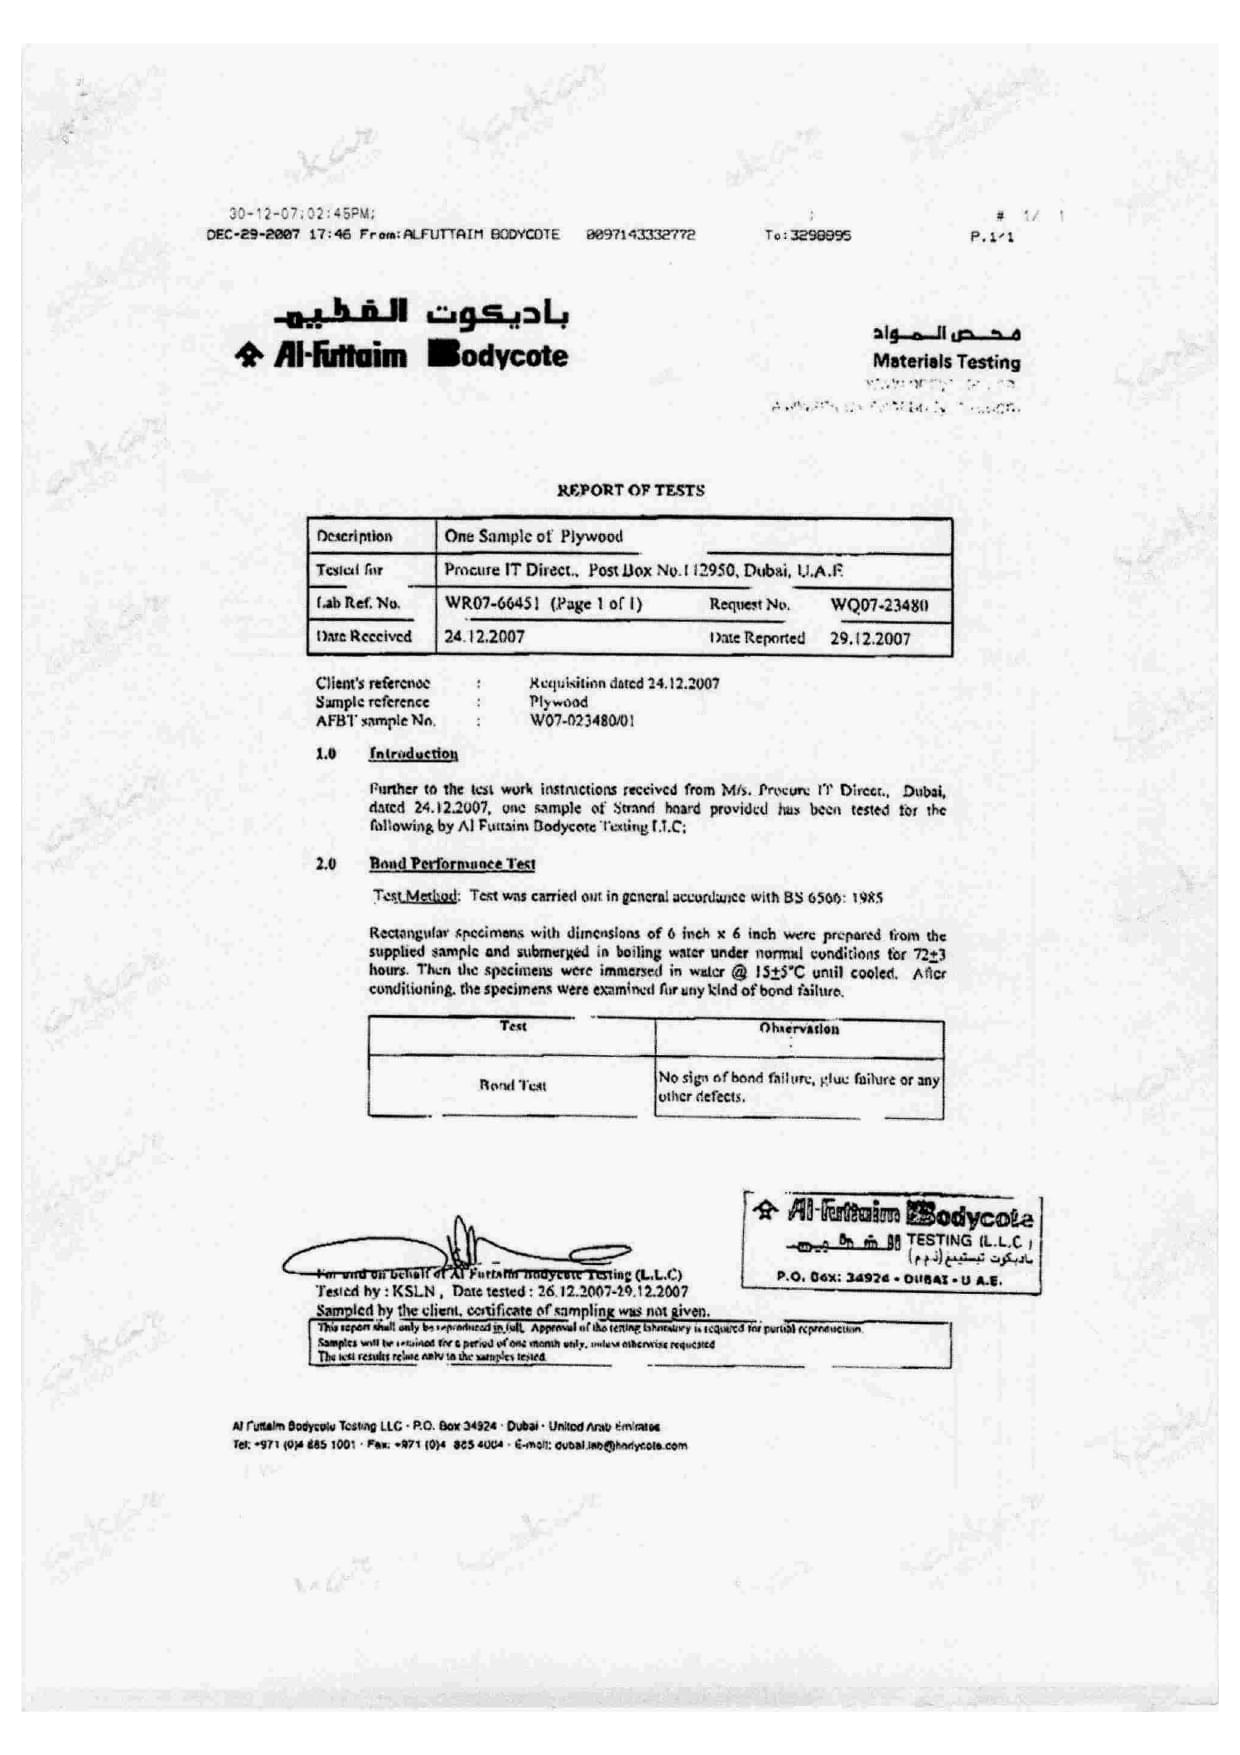 30-12-07;02:45PM; ; # 1/ 1
DEC-29-2007 17:46 From:ALFUTTAIM BODYCOTE 0097143332772 To:3298995 P.1/1
باديكوت الفطيم
Al-Futtaim Bodycote
فحص المواد
Materials Testing
REPORT OF TESTS
Description One Sample of Plywood
Tested for Procure IT Direct., Post Box No.112950, Dubai, U.A.E
Lab Ref. No. WR07-66451 (Page 1 of 1) Request No. WQ07-23480
Date Received 24.12.2007 Date Reported 29.12.2007
Client's reference : Requisition dated 24.12.2007
Sample reference : Plywood
AFBT sample No. : W07-023480/01
1.0 Introduction
Further to the test work instructions received from M/s. Procure IT Direct., Dubai,
dated 24.12.2007, one sample of Strand board provided has been tested for the
following by Al Futtaim Bodycote Testing L.L.C:
2.0 Bond Performance Test
Test Method: Test was carried out in general accordance with BS 6566: 1985
Rectangular specimens with dimensions of 6 inch x 6 inch were prepared from the
supplied sample and submerged in boiling water under normal conditions for 72±3
hours. Then the specimens were immersed in water @ 15±5°C until cooled. After
conditioning, the specimens were examined for any kind of bond failure.
Test Observation
Bond Test No sign of bond failure, glue failure or any
other defects.
Al-Futtaim Bodycote
TESTING (L.L.C )
باديكوت تيستينغ (ذ م م)
P.O. Box: 34924 - DUBAI - U A.E.
For and on behalf of Al Futtaim Bodycote Testing (L.L.C)
Tested by : KSLN , Date tested : 26.12.2007-29.12.2007
Sampled by the client, certificate of sampling was not given.
This report shall only be reproduced in full. Approval of the testing laboratory is required for partial reproduction.
Samples will be retained for a period of one month only, unless otherwise requested
The test results relate only to the samples tested.
Al Futtaim Bodycote Testing LLC · P.O. Box 34924 · Dubai · United Arab Emirates
Tel: +971 (0)4 885 1001 · Fax: +971 (0)4 885 4004 · E-mail: dubai.lab@bodycote.com